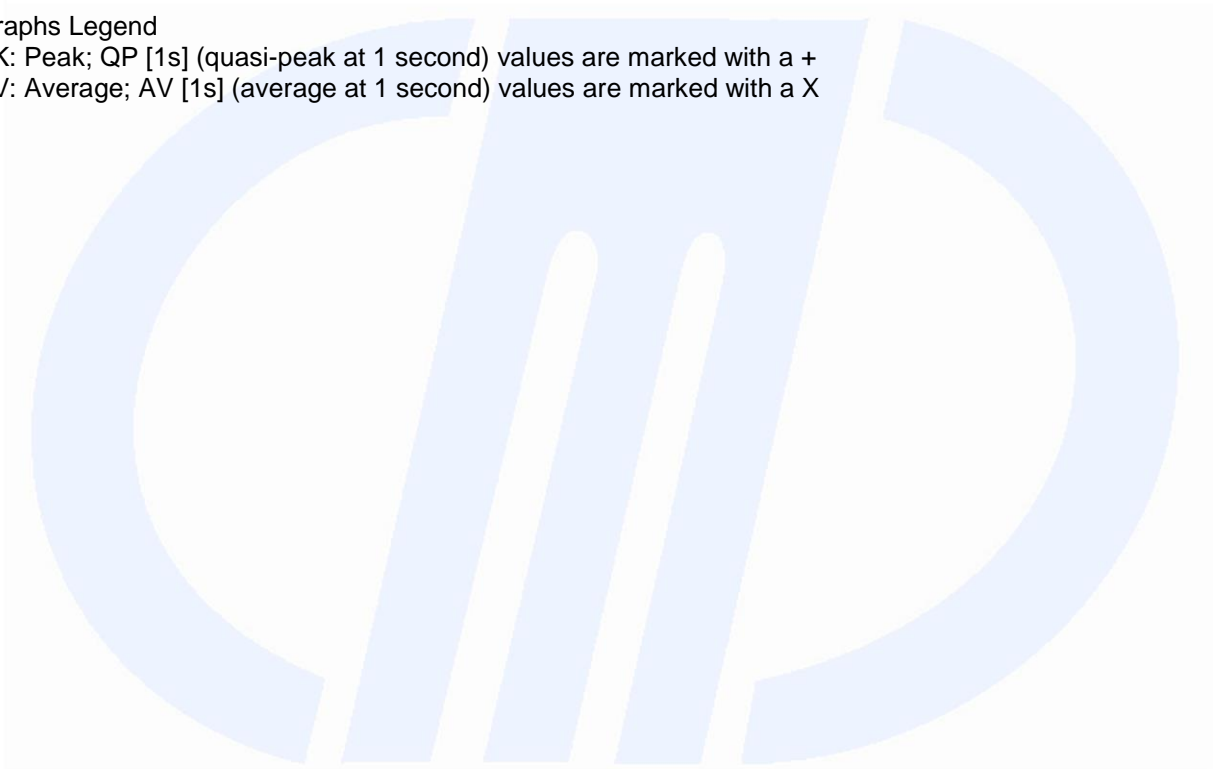 raphs Legend
K: Peak; QP [1s] (quasi-peak at 1 second) values are marked with a +
V: Average; AV [1s] (average at 1 second) values are marked with a X